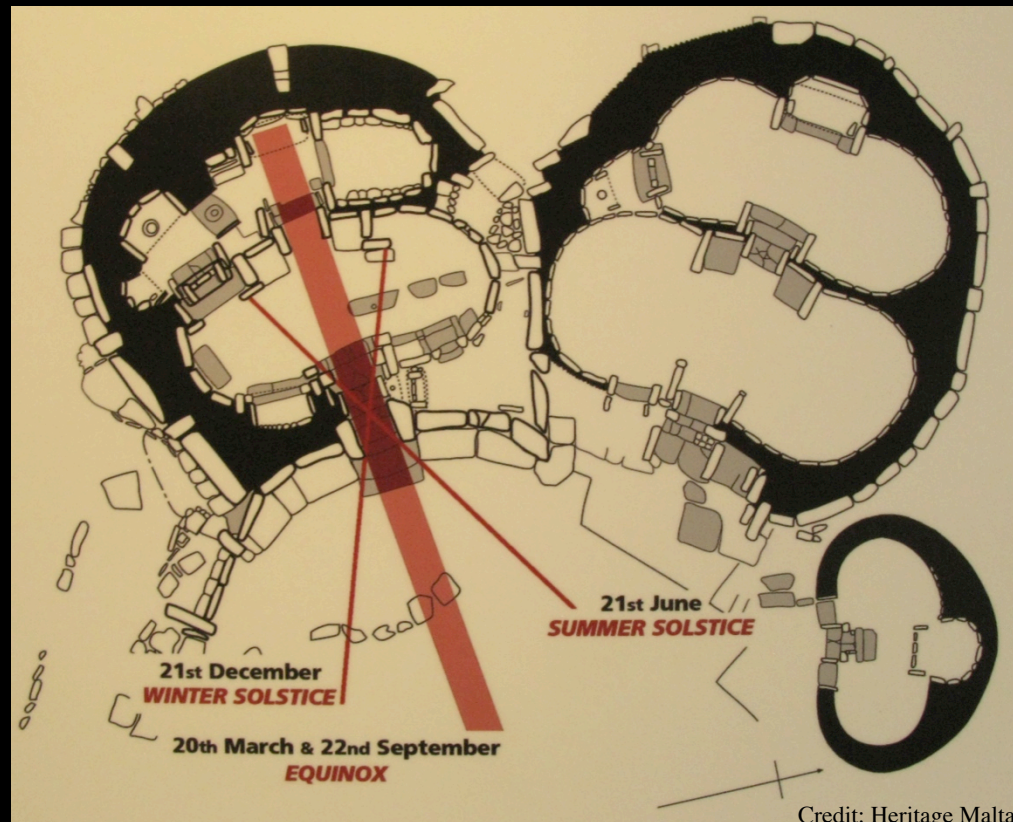 21st June
SUMMER SOLSTICE
21st December
WINTER SOLSTICE
20th March & 22nd September
EQUINOX
Credit: Heritage Malta